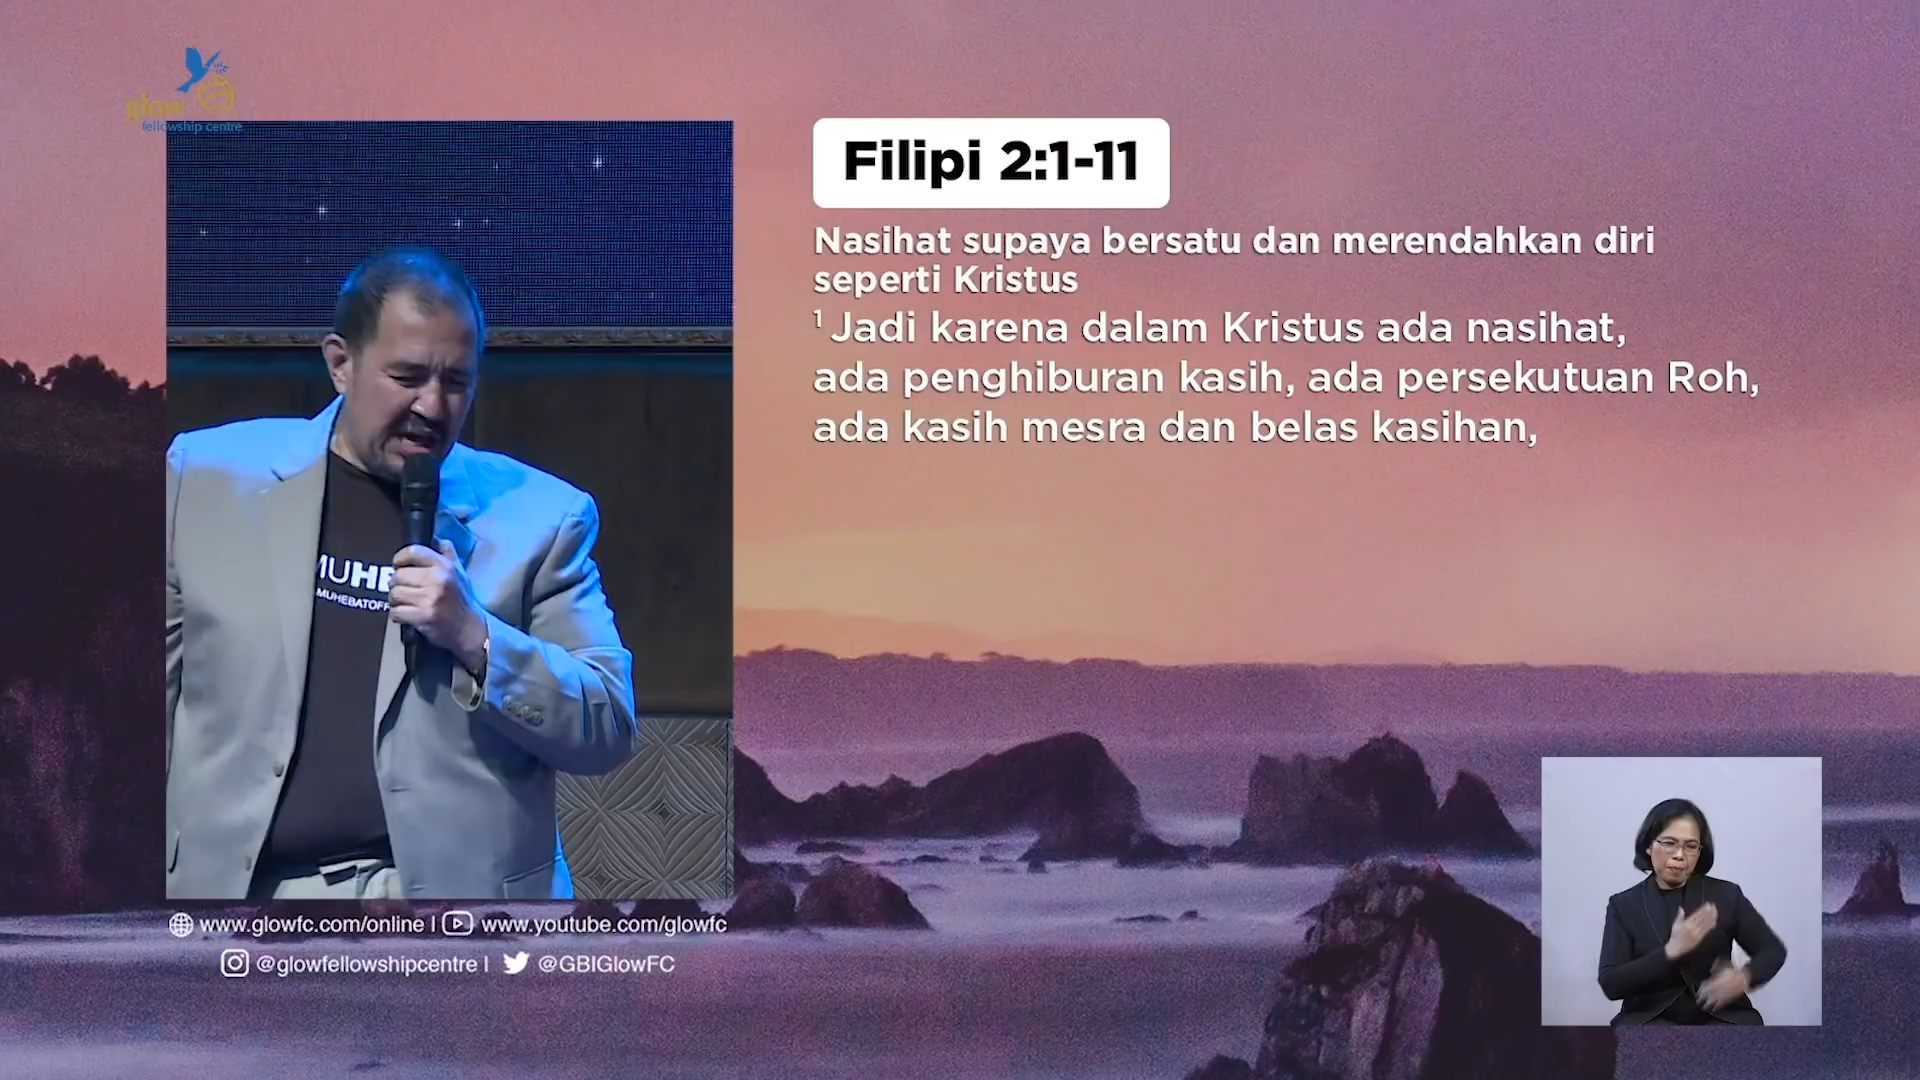 glow
fellowship centre
Filipi 2:1-11
Nasihat supaya bersatu dan merendahkan diri
seperti Kristus
1 Jadi karena dalam Kristus ada nasihat,
ada penghiburan kasih, ada persekutuan Roh,
ada kasih mesra dan belas kasihan,
MUHE
MUHEBATOFF
www.glowfc.com/online I www.youtube.com/glowfc
@glowfellowshipcentre I @GBIGlowFC